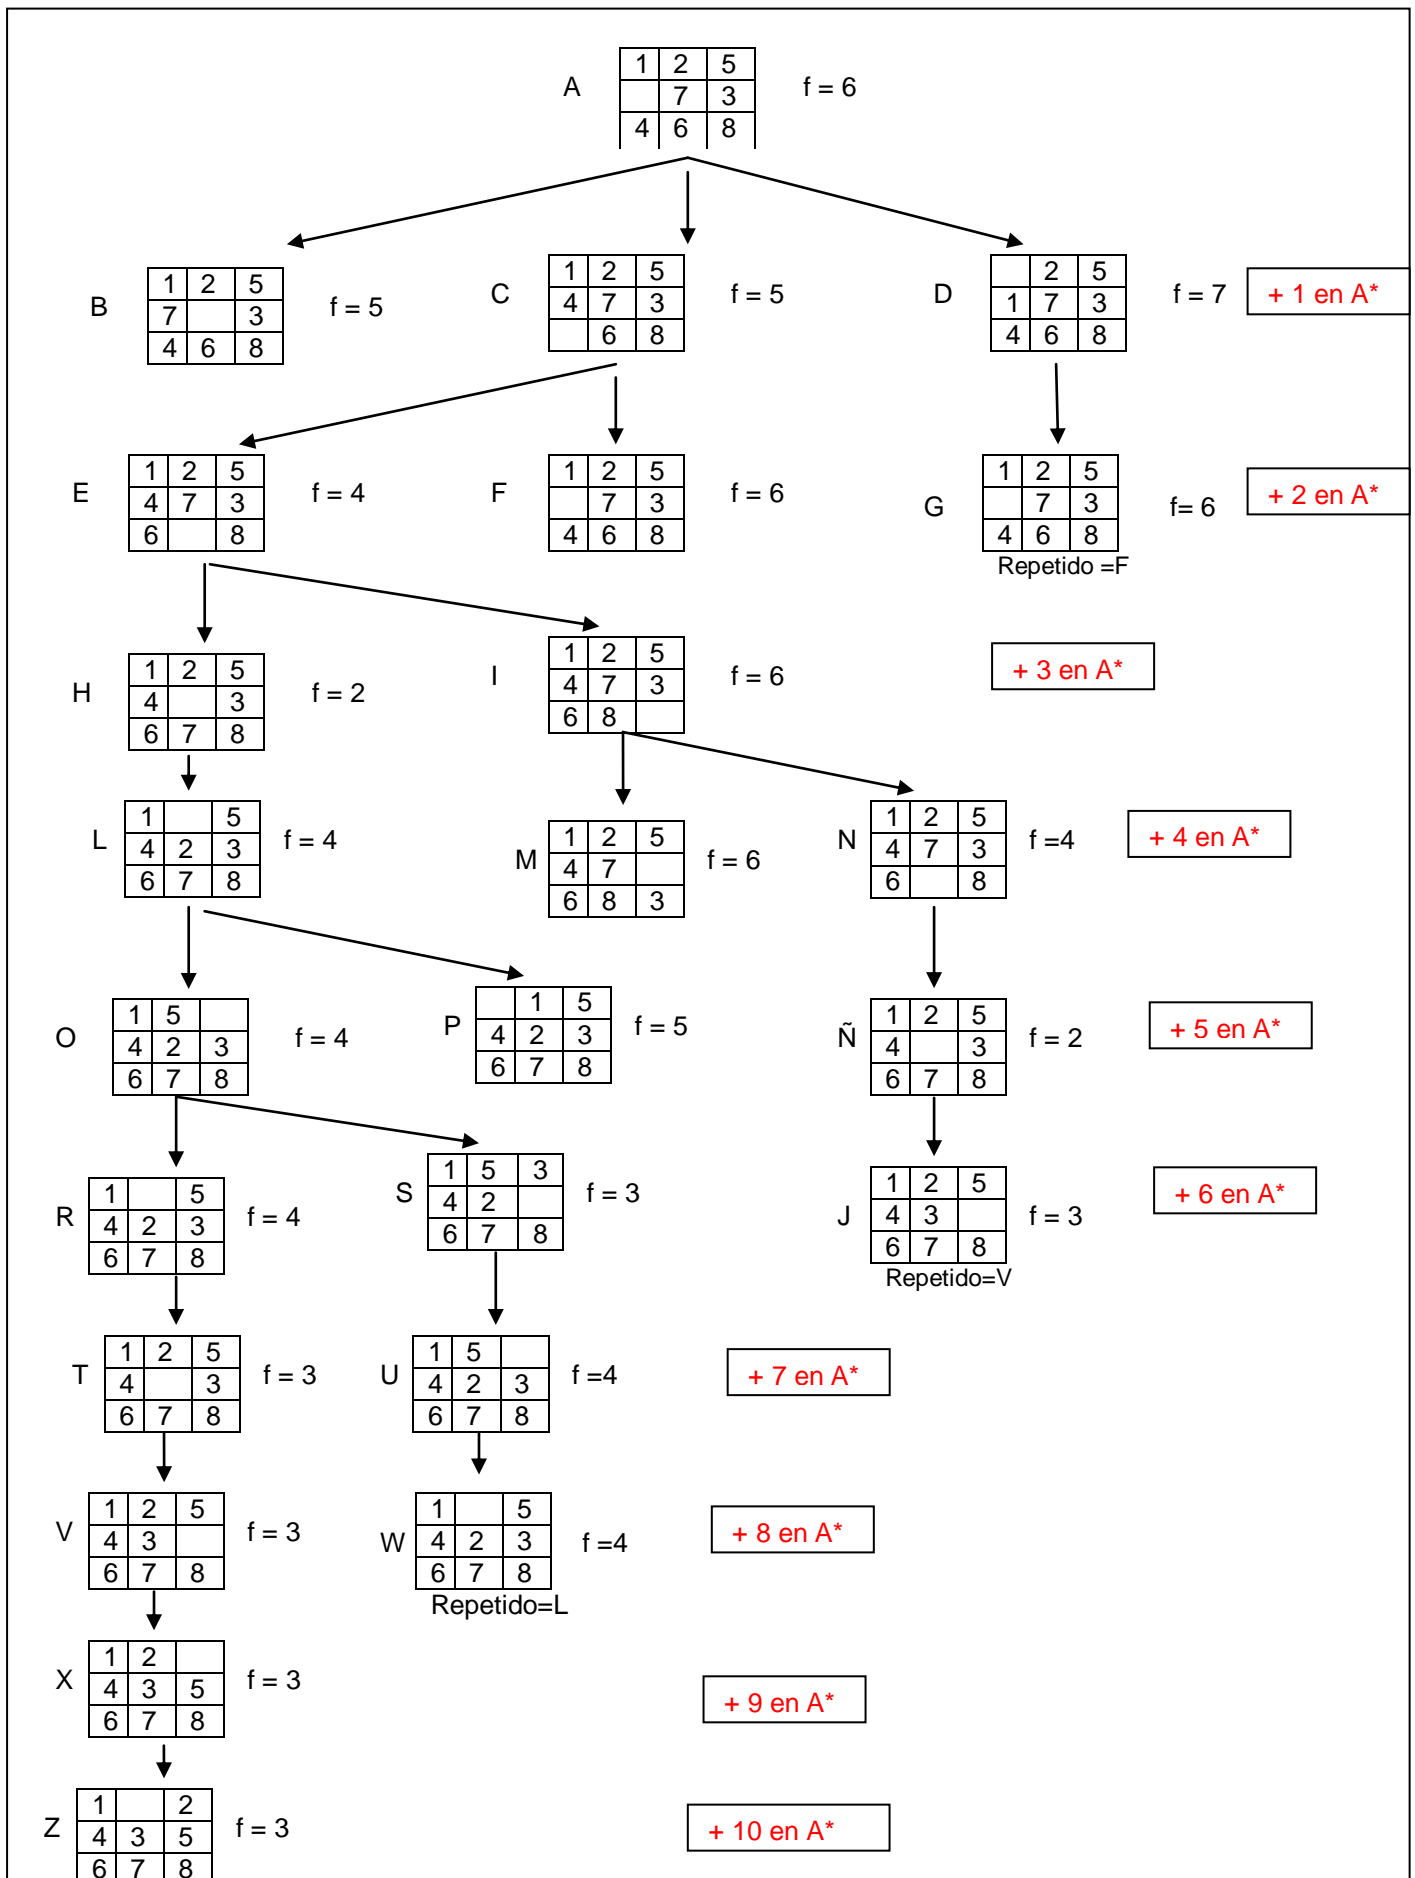 1 2 5
A 7 3 f = 6
4 6 8
B 1 2 5
7 3 f = 5
4 6 8
C 1 2 5
4 7 3 f = 5
6 8
D 2 5
1 7 3 f = 7
4 6 8
+ 1 en A*
E 1 2 5
4 7 3 f = 4
6 8
F 1 2 5
7 3 f = 6
4 6 8
G 1 2 5
7 3 f= 6
4 6 8
Repetido =F
+ 2 en A*
H 1 2 5
4 3 f = 2
6 7 8
I 1 2 5
4 7 3 f = 6
6 8
+ 3 en A*
L 1 5
4 2 3 f = 4
6 7 8
M 1 2 5
4 7 f = 6
6 8 3
N 1 2 5
4 7 3 f =4
6 8
+ 4 en A*
O 1 5
4 2 3 f = 4
6 7 8
P 1 5
4 2 3 f = 5
6 7 8
Ñ 1 2 5
4 3 f = 2
6 7 8
+ 5 en A*
R 1 5
4 2 3 f = 4
6 7 8
S 1 5 3
4 2 f = 3
6 7 8
J 1 2 5
4 3 f = 3
6 7 8
Repetido=V
+ 6 en A*
T 1 2 5
4 3 f = 3
6 7 8
U 1 5
4 2 3 f =4
6 7 8
+ 7 en A*
V 1 2 5
4 3 f = 3
6 7 8
W 1 5
4 2 3 f =4
6 7 8
Repetido=L
+ 8 en A*
X 1 2
4 3 5 f = 3
6 7 8
+ 9 en A*
Z 1 2
4 3 5 f = 3
6 7 8
+ 10 en A*